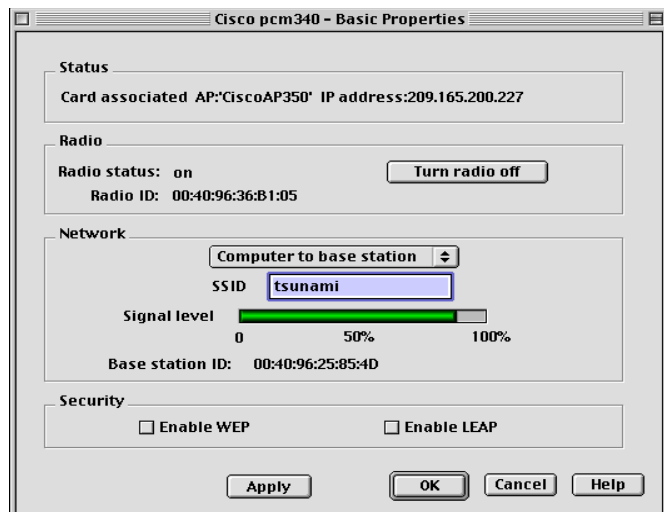 Cisco pcm340 - Basic Properties
Status
Card associated AP:'CiscoAP350' IP address:209.165.200.227
Radio
Radio status: on Turn radio off
Radio ID: 00:40:96:36:B1:05
Network
Computer to base station
SSID tsunami
Signal level
0 50% 100%
Base station ID: 00:40:96:25:85:4D
Security
Enable WEP Enable LEAP
Apply OK Cancel Help